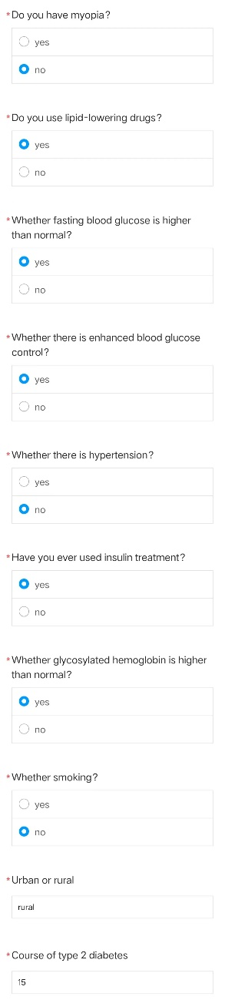 *Do you have myopia?
yes
no
*Do you use lipid-lowering drugs?
yes
no
*Whether fasting blood glucose is higher
than normal?
yes
no
*Whether there is enhanced blood glucose
control?
yes
no
*Whether there is hypertension?
yes
no
*Have you ever used insulin treatment?
yes
no
*Whether glycosylated hemoglobin is higher
than normal?
yes
no
*Whether smoking?
yes
no
*Urban or rural
rural
*Course of type 2 diabetes
15